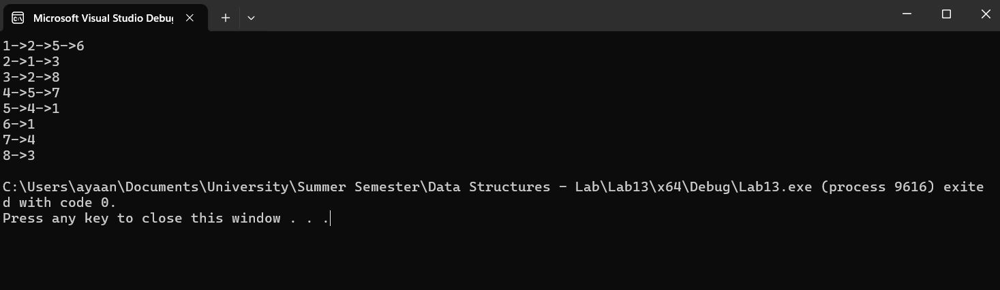 Microsoft Visual Studio Debu
1->2->5->6
2->1->3
3->2->8
4->5->7
5->4->1
6->1
7->4
8->3
C:\Users\ayaan\Documents\University\Summer Semester\Data Structures - Lab\Lab13\x64\Debug\Lab13.exe (process 9616) exite
d with code 0.
Press any key to close this window . . .